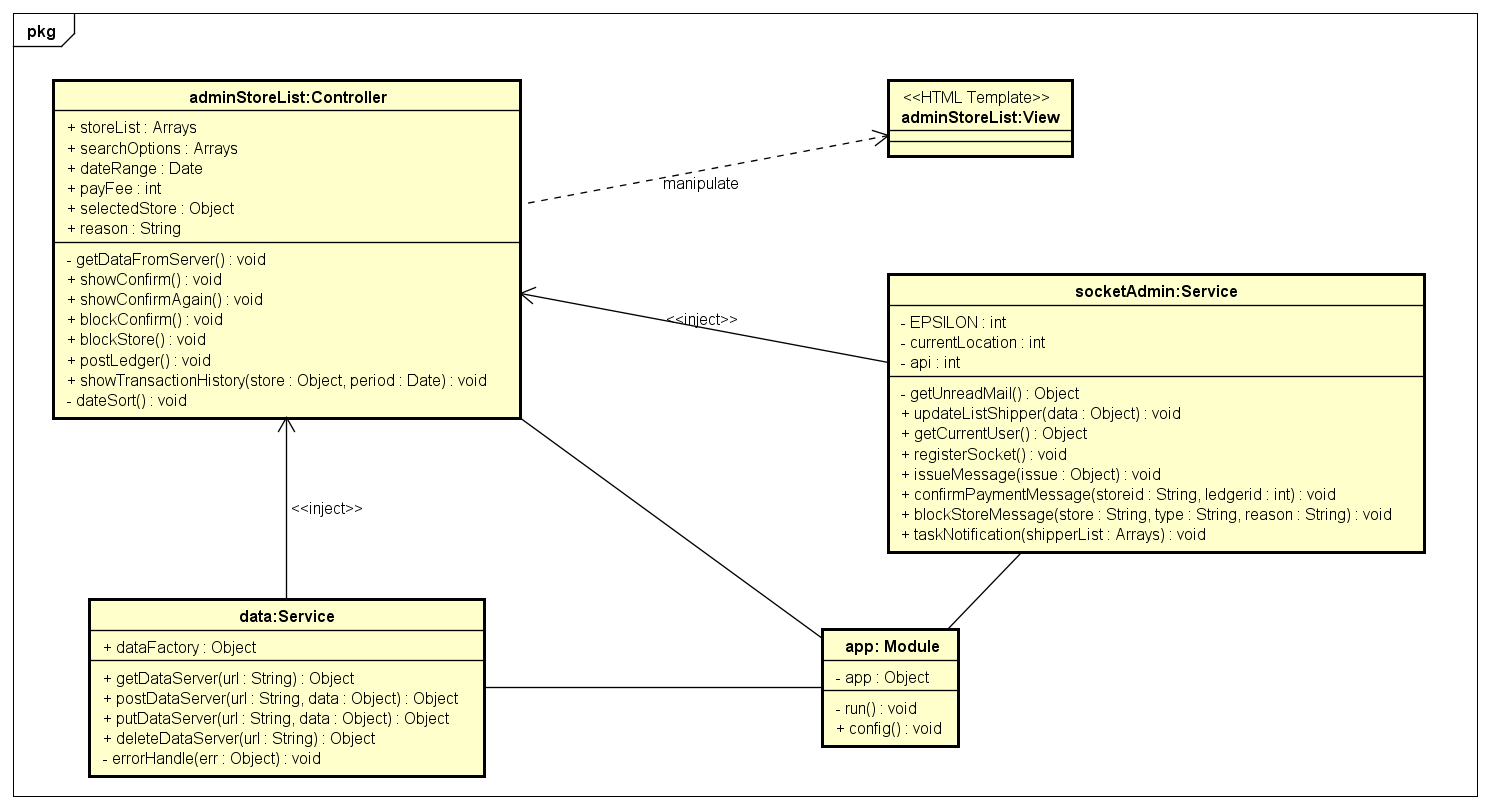 pkg
adminStoreList:Controller
+ storeList : Arrays
+ searchOptions : Arrays
+ dateRange : Date
+ payFee : int
+ selectedStore : Object
+ reason : String
- getDataFromServer() : void
+ showConfirm() : void
+ showConfirmAgain() : void
+ blockConfirm() : void
+ blockStore() : void
+ postLedger() : void
+ showTransactionHistory(store : Object, period : Date) : void
- dateSort() : void
<<HTML Template>>
adminStoreList:View
manipulate
<<inject>>
socketAdmin:Service
- EPSILON : int
- currentLocation : int
- api : int
- getUnreadMail() : Object
+ updateListShipper(data : Object) : void
+ getCurrentUser() : Object
+ registerSocket() : void
+ issueMessage(issue : Object) : void
+ confirmPaymentMessage(storeid : String, ledgerid : int) : void
+ blockStoreMessage(store : String, type : String, reason : String) : void
+ taskNotification(shipperList : Arrays) : void
<<inject>>
data:Service
+ dataFactory : Object
+ getDataServer(url : String) : Object
+ postDataServer(url : String, data : Object) : Object
+ putDataServer(url : String, data : Object) : Object
+ deleteDataServer(url : String) : Object
- errorHandle(err : Object) : void
app: Module
- app : Object
- run() : void
+ config() : void